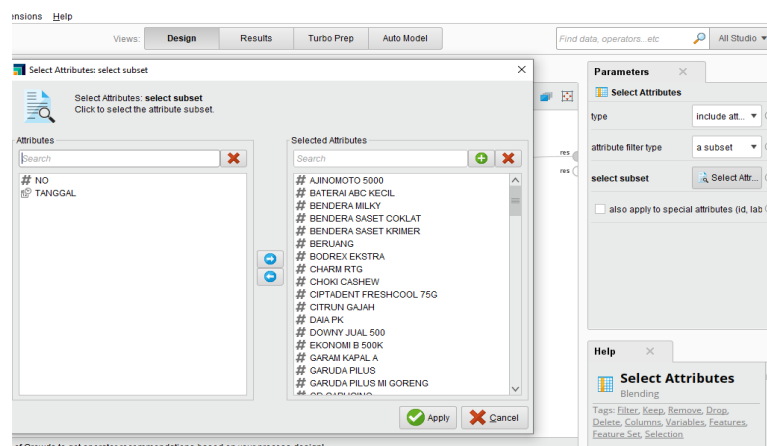 ensions Help
Views: Design Results Turbo Prep Auto Model
Find data, operators...etc
All Studio
Select Attributes: select subset
Select Attributes: select subset
Click to select the attribute subset.
Attributes
Search
# NO
TANGGAL
Selected Attributes
Search
# AJINOMOTO 5000
# BATERAI ABC KECIL
# BENDERA MILKY
# BENDERA SASET COKLAT
# BENDERA SASET KRIMER
# BERUANG
# BODREX EKSTRA
# CHARM RTG
# CHOKI CASHEW
# CIPTADENT FRESHCOOL 75G
# CITRUN GAJAH
# DAIA PK
# DOWNY JUAL 500
# EKONOMI B 500K
# GARAM KAPAL A
# GARUDA PILUS
# GARUDA PILUS MI GORENG
Apply
Cancel
res
res
Parameters
Select Attributes
type include att...
attribute filter type a subset
select subset Select Attr...
also apply to special attributes (id, lab
Help
Select Attributes
Blending
Tags: Filter, Keep, Remove, Drop,
Delete, Columns, Variables, Features,
Feature Set, Selection